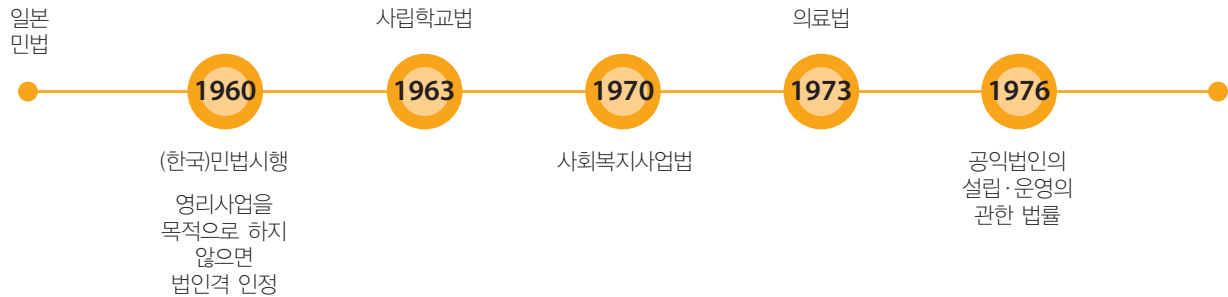 일본
민법
사립학교법
의료법
1960
1963
1970
1973
1976
(한국)민법시행
영리사업을
목적으로 하지
않으면
법인격 인정
사회복지사업법
공익법인의
설립·운영의
관한 법률